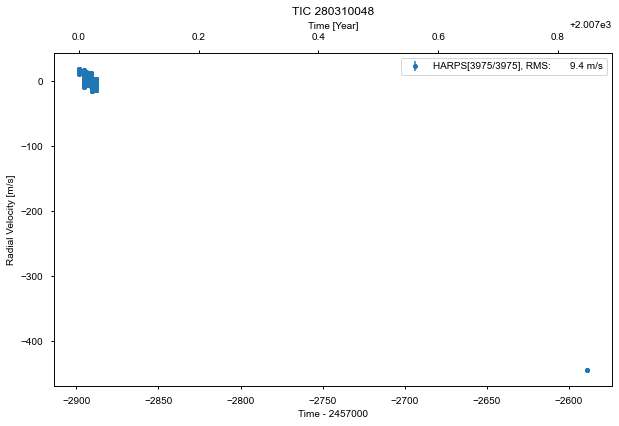 TIC 280310048
Time [Year]
+2.007e3
0.0 0.2 0.4 0.6 0.8
HARPS[3975/3975], RMS: 9.4 m/s
Radial Velocity [m/s]
0
−100
−200
−300
−400
−2900 −2850 −2800 −2750 −2700 −2650 −2600
Time - 2457000